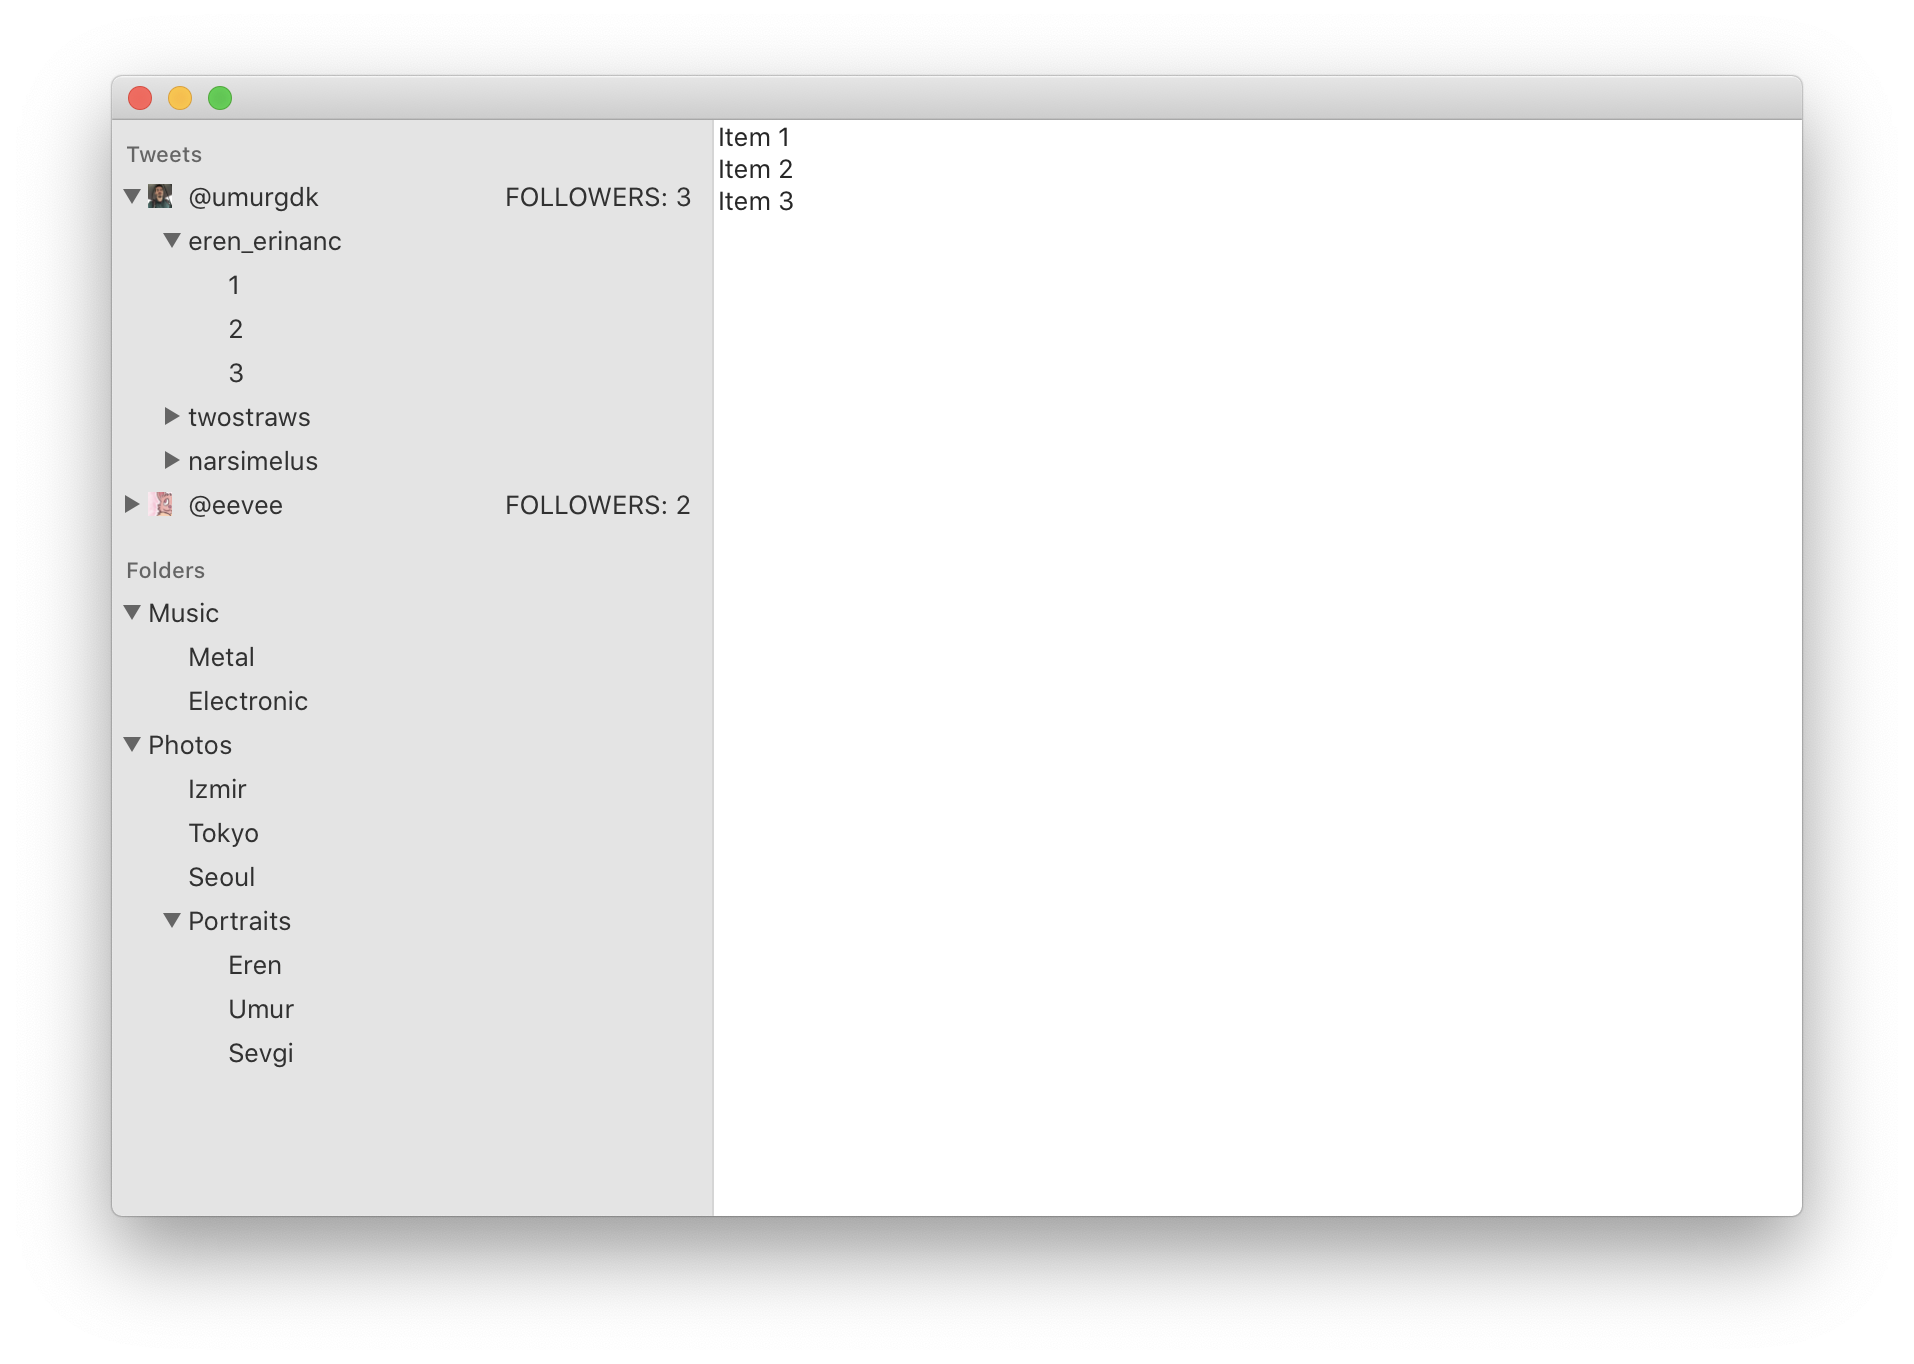 Tweets
@umurgdk FOLLOWERS: 3
eren_erinanc
1
2
3
twostraws
narsimelus
@eevee FOLLOWERS: 2
Folders
Music
Metal
Electronic
Photos
Izmir
Tokyo
Seoul
Portraits
Eren
Umur
Sevgi
Item 1
Item 2
Item 3